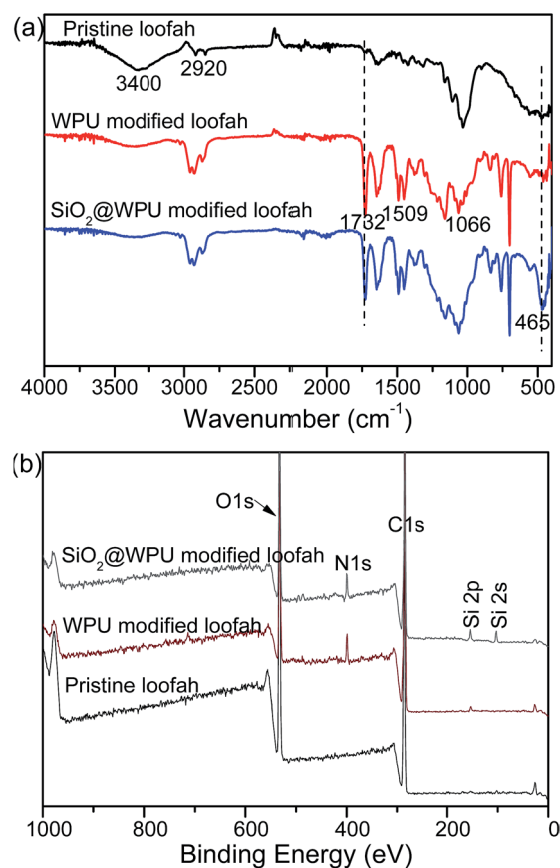 (a)
Pristine loofah
3400
2920
WPU modified loofah
SiO₂@WPU modified loofah
1732
1509
1066
465
4000 3500 3000 2500 2000 1500 1000 500
Wavenumber (cm⁻¹)
(b)
O1s
C1s
SiO₂@WPU modified loofah
N1s
Si 2p
Si 2s
WPU modified loofah
Pristine loofah
1000 800 600 400 200 0
Binding Energy (eV)